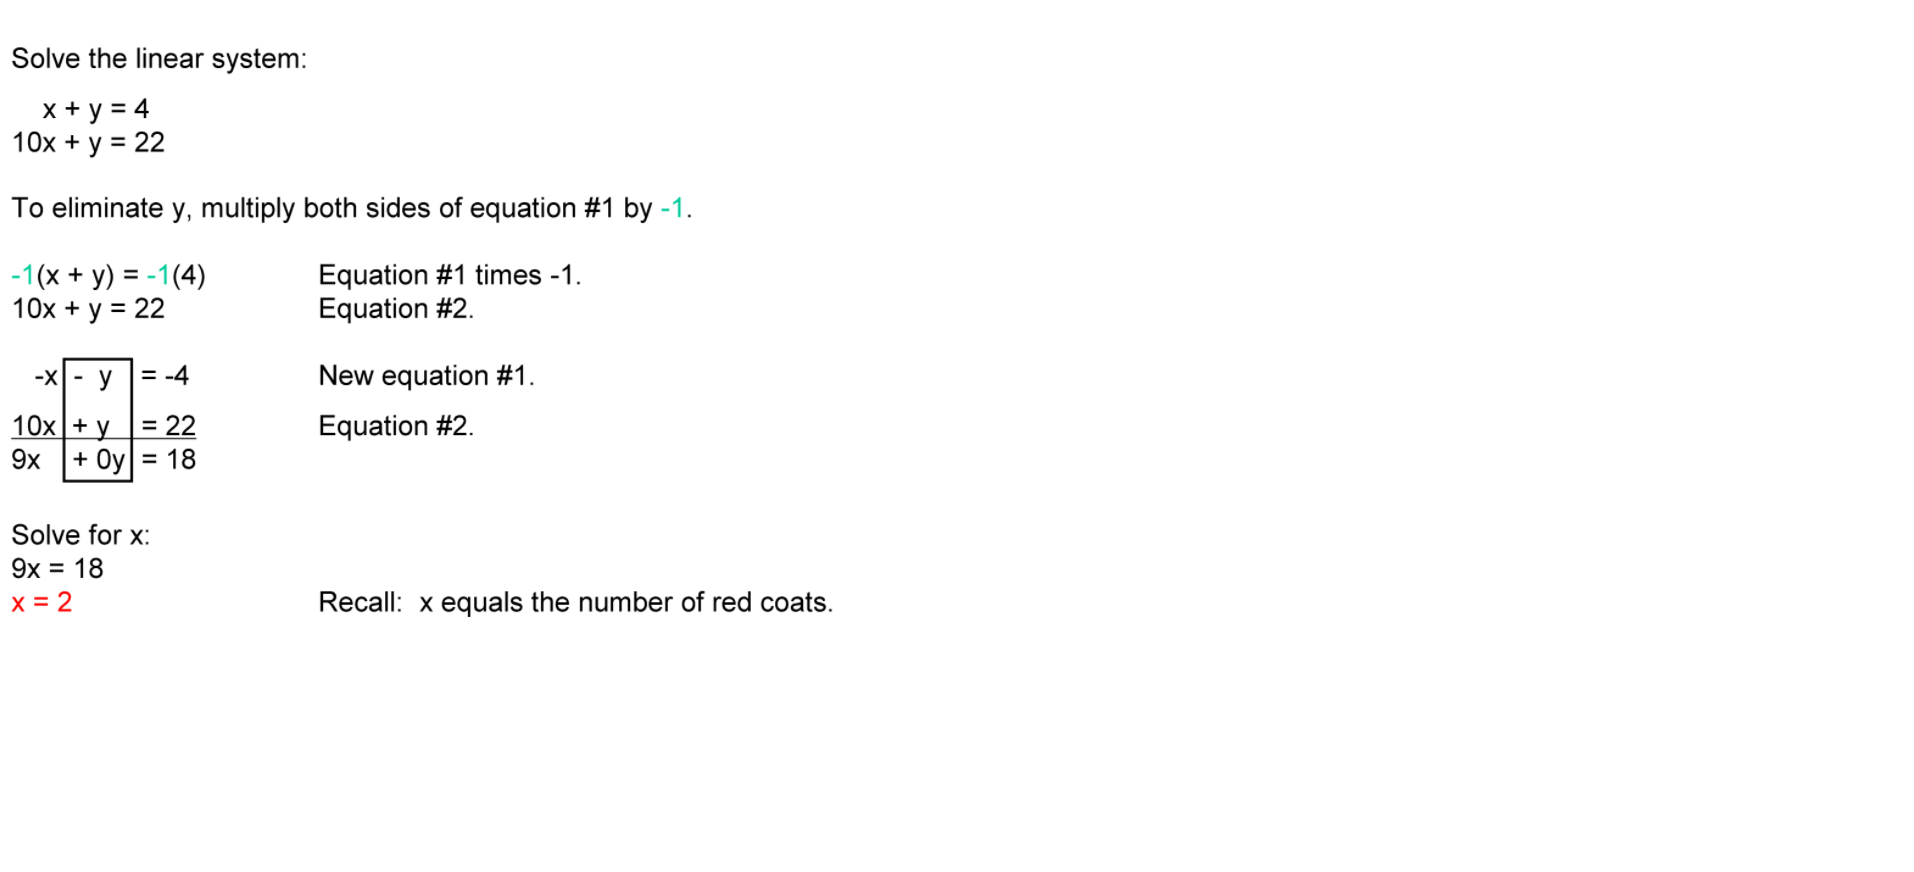 Solve the linear system:
x + y = 4
10x + y = 22
To eliminate y, multiply both sides of equation #1 by -1.
-1(x + y) = -1(4) Equation #1 times -1.
10x + y = 22 Equation #2.
-x - y = -4 New equation #1.
10x + y = 22 Equation #2.
9x + 0y = 18
Solve for x:
9x = 18
x = 2 Recall: x equals the number of red coats.